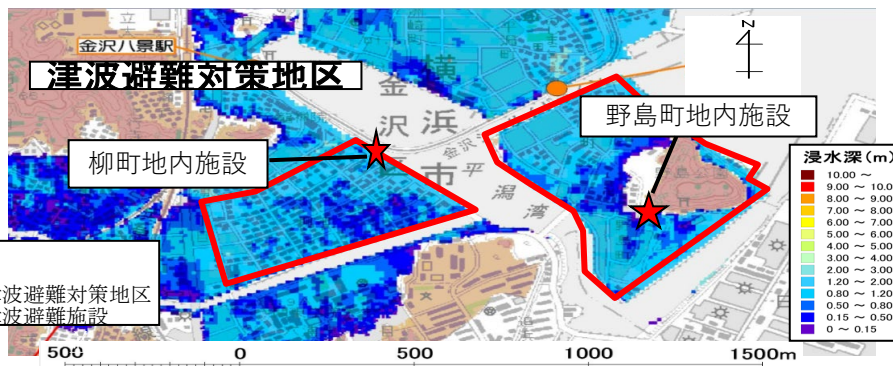 金沢八景駅
津波避難対策地区
横
浜
市
金
沢
区
金沢
平
潟
湾
柳町地内施設
野島町地内施設
N
浸水深(m)
10.00 ～
9.00 ～ 10.0
8.00 ～ 9.00
7.00 ～ 8.00
6.00 ～ 7.00
5.00 ～ 6.00
4.00 ～ 5.00
3.00 ～ 4.00
2.00 ～ 3.00
1.20 ～ 2.00
0.80 ～ 1.2
0.50 ～ 0.80
0.15 ～ 0.50
0 ～ 0.15
波避難対策地区
波避難施設
500 0 500 1000 1500m